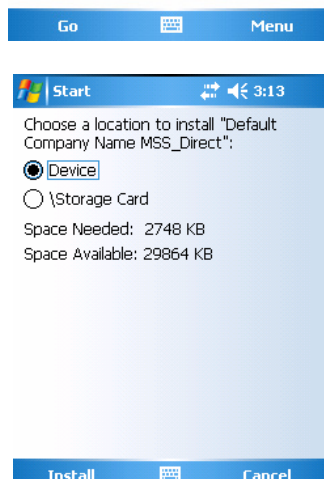 Go Menu
Start 3:13
Choose a location to install "Default
Company Name MSS_Direct":
Device
\Storage Card
Space Needed: 2748 KB
Space Available: 29864 KB
Install Cancel